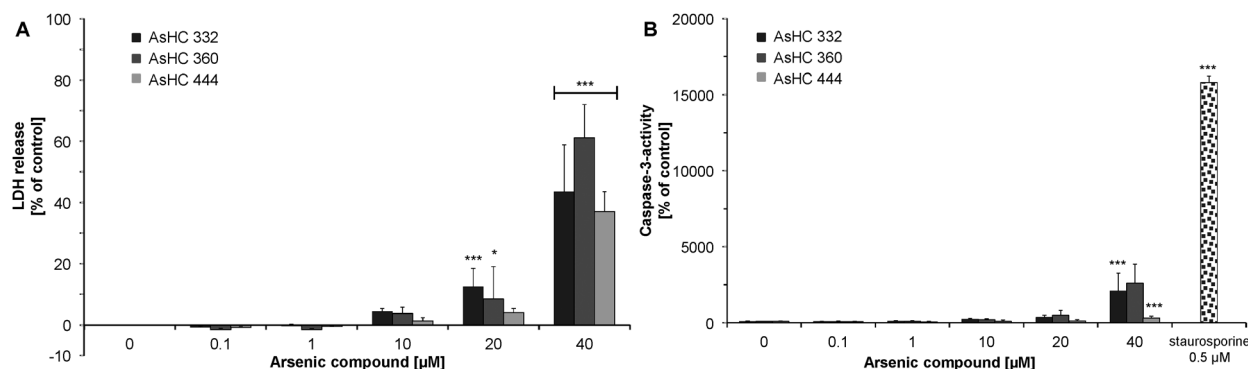 A
AsHC 332
AsHC 360
AsHC 444
LDH release
[% of control]
100
80
60
40
20
0
-10
***
*
***
0 0.1 1 10 20 40
Arsenic compound [µM]
B
AsHC 332
AsHC 360
AsHC 444
Caspase-3-activity
[% of control]
20000
15000
10000
5000
0
***
***
***
0 0.1 1 10 20 40 staurosporine
0.5 µM
Arsenic compound [µM]